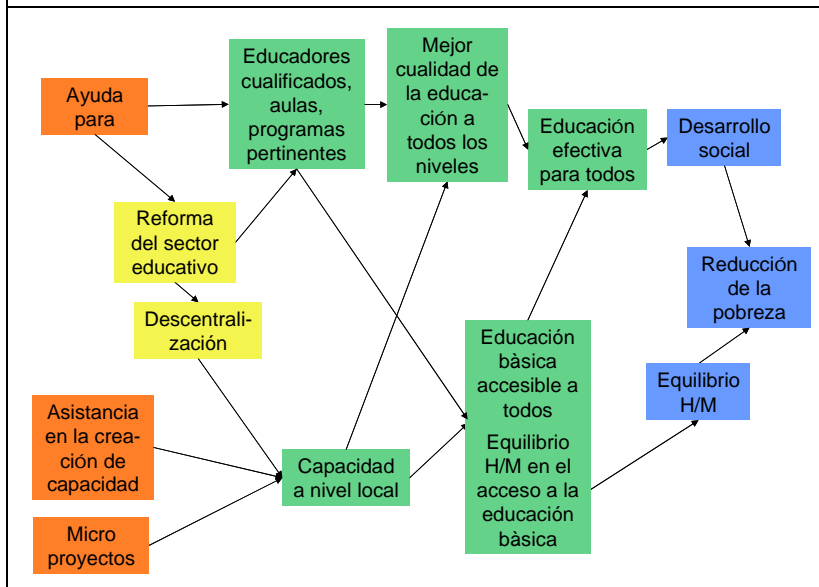 Ayuda
para
Educadores
cualificados,
aulas,
programas
pertinentes
Mejor
cualidad de
la educa-
ción a
todos los
niveles
Educación
efectiva
para todos
Desarrollo
social
Reforma
del sector
educativo
Reducción
de la
pobreza
Descentrali-
zación
Educación
bàsica
accesible a
todos
Equilibrio
H/M en el
acceso a la
educación
bàsica
Equilibrio
H/M
Asistancia
en la crea-
ción de
capacidad
Capacidad
a nivel local
Micro
proyectos